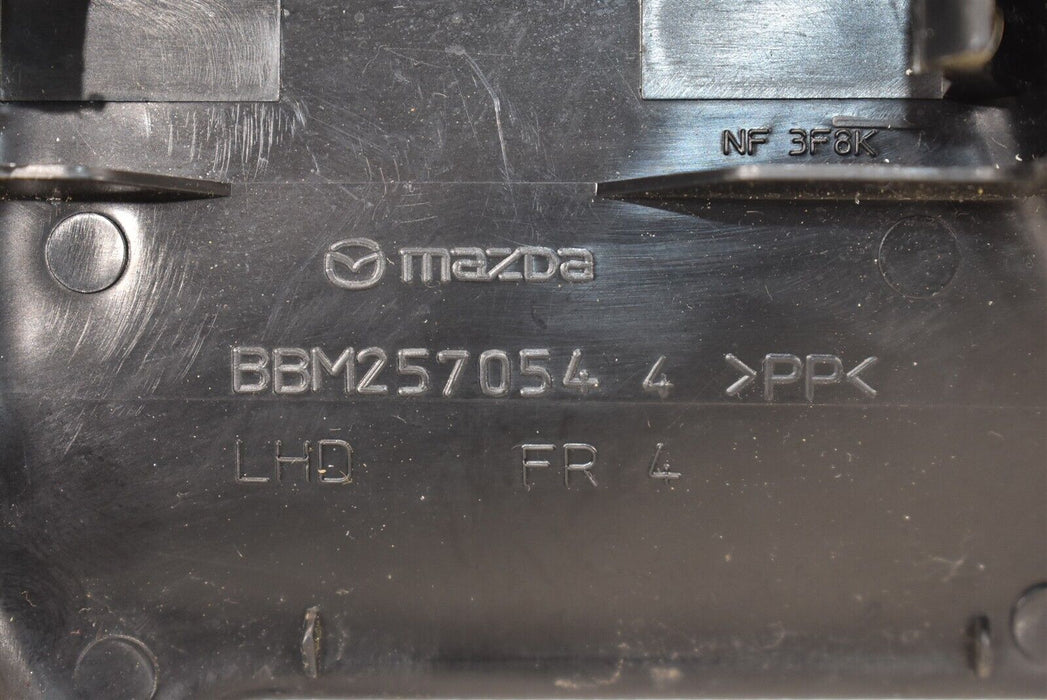 NF 3F8K
mazda
BBM257054 4 >PP<
LHD FR 4